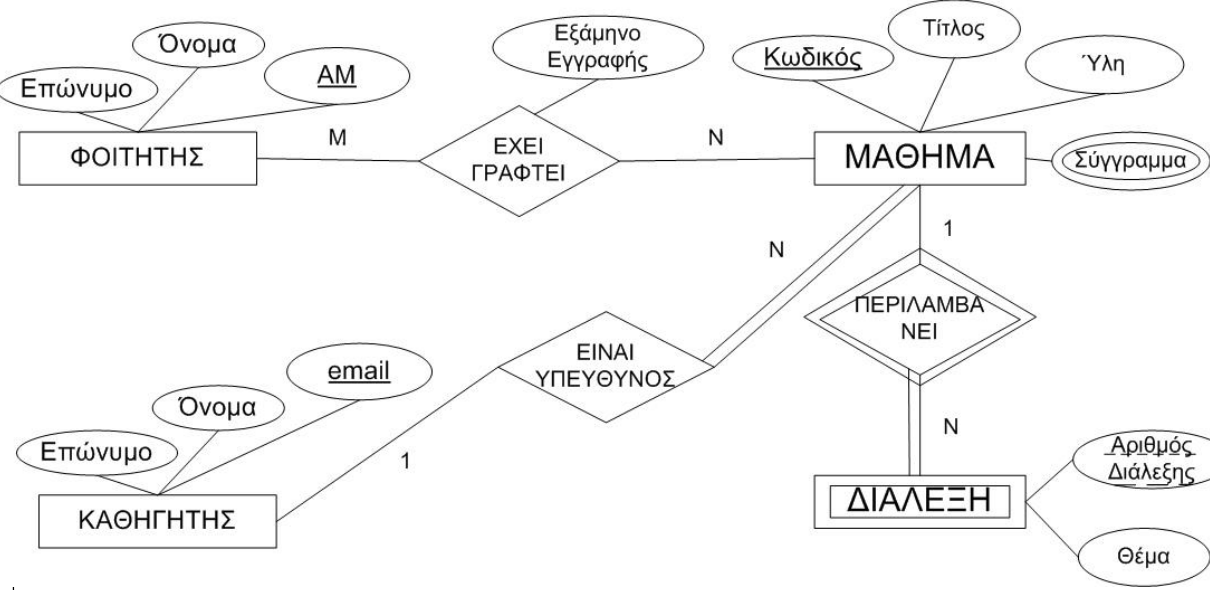 Όνομα
Επώνυμο
ΑΜ
ΦΟΙΤΗΤΗΣ
M
Εξάμηνο
Εγγραφής
ΕΧΕΙ
ΓΡΑΦΤΕΙ
N
Κωδικός
Τίτλος
Ύλη
ΜΑΘΗΜΑ
Σύγγραμμα
N
1
ΠΕΡΙΛΑΜΒΑ
ΝΕΙ
ΕΙΝΑΙ
ΥΠΕΥΘΥΝΟΣ
email
Όνομα
Επώνυμο
1
ΚΑΘΗΓΗΤΗΣ
N
ΔΙΑΛΕΞΗ
Αριθμός
Διάλεξης
Θέμα